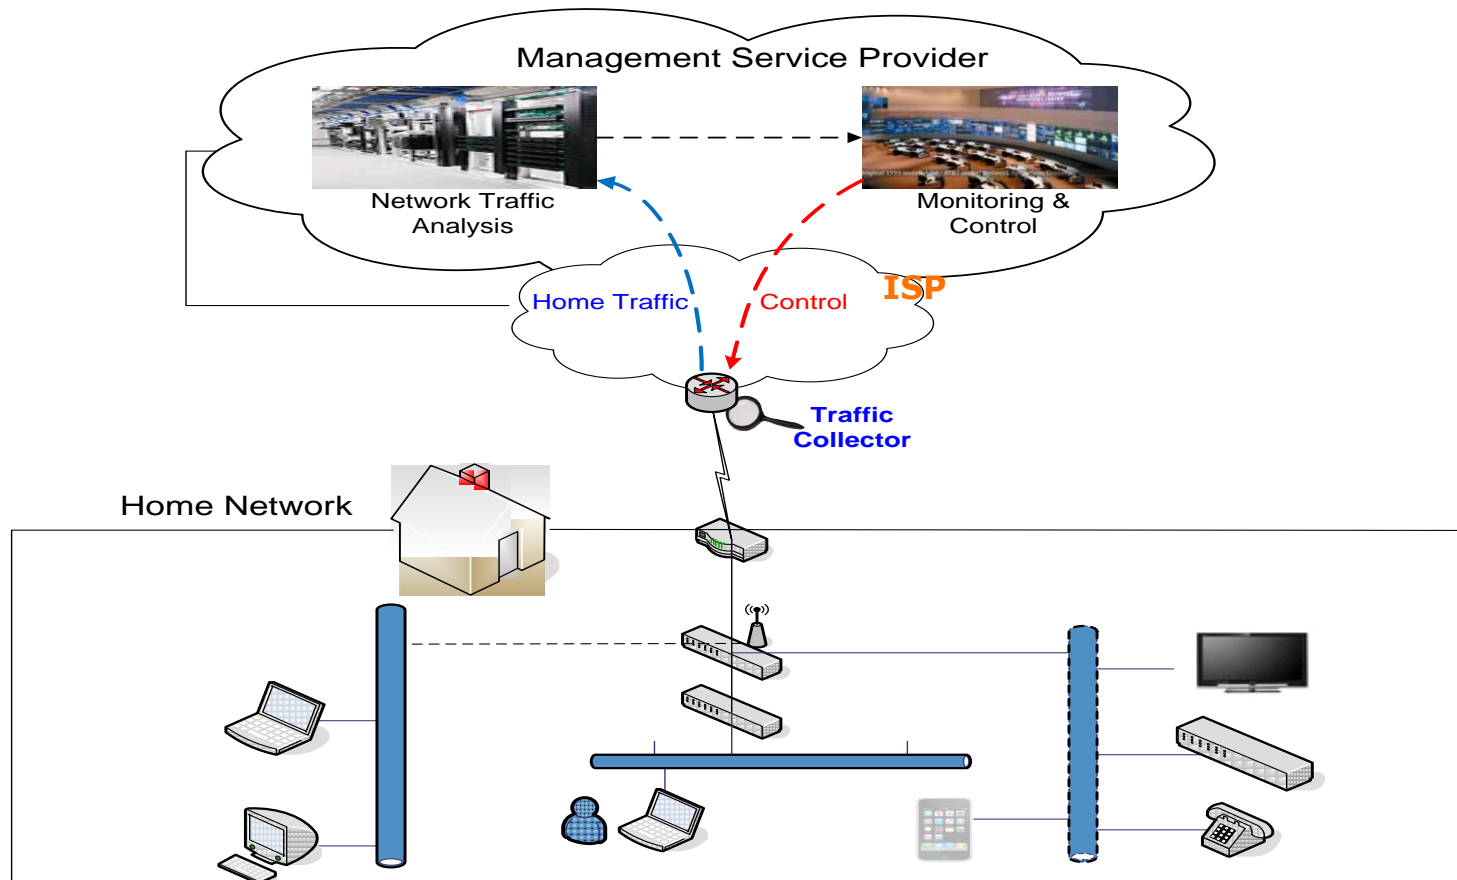 Management Service Provider
Network Traffic
Analysis
Monitoring &
Control
Home Traffic
Control
ISP
Traffic
Collector
Home Network